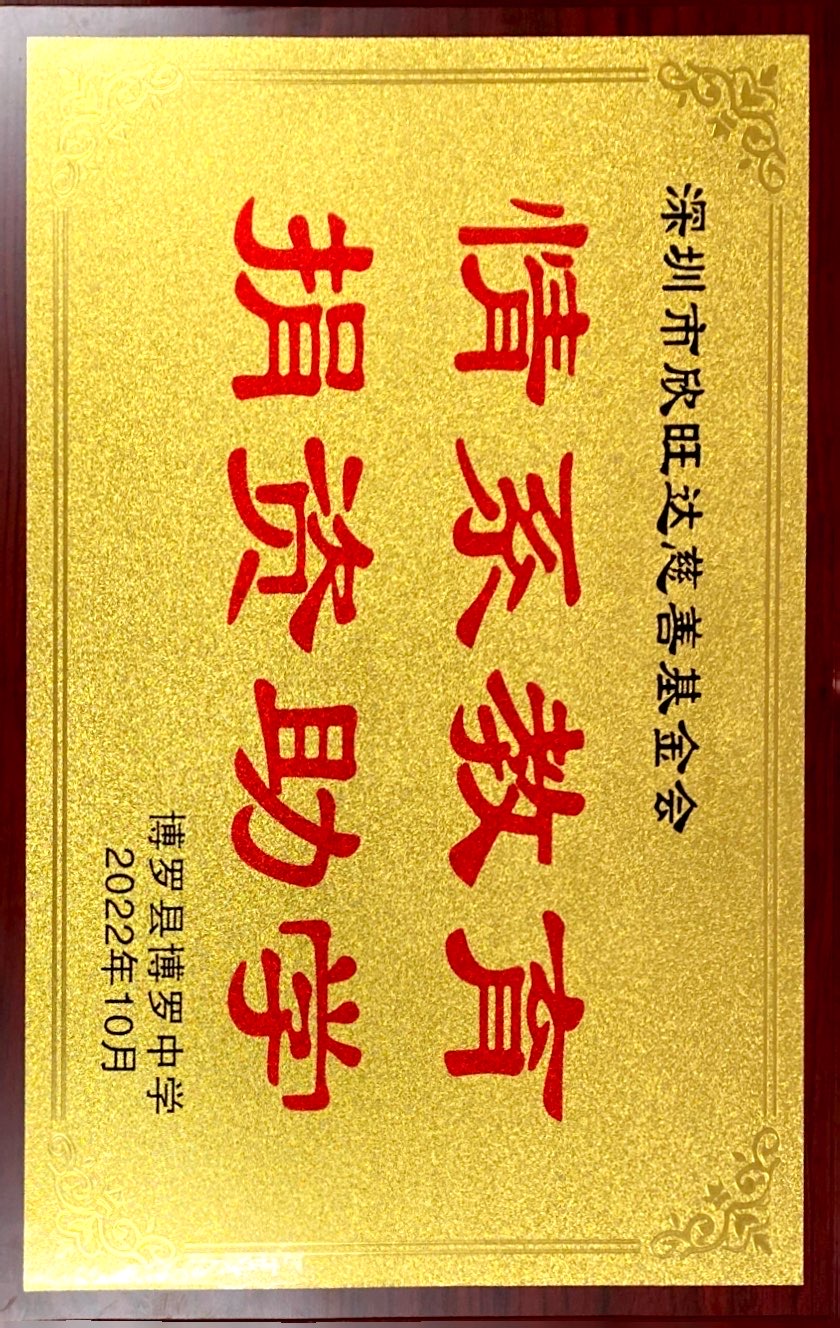 深圳市欣旺达慈善基金会
情系教育
捐资助学
博罗县博罗中学
2022年10月